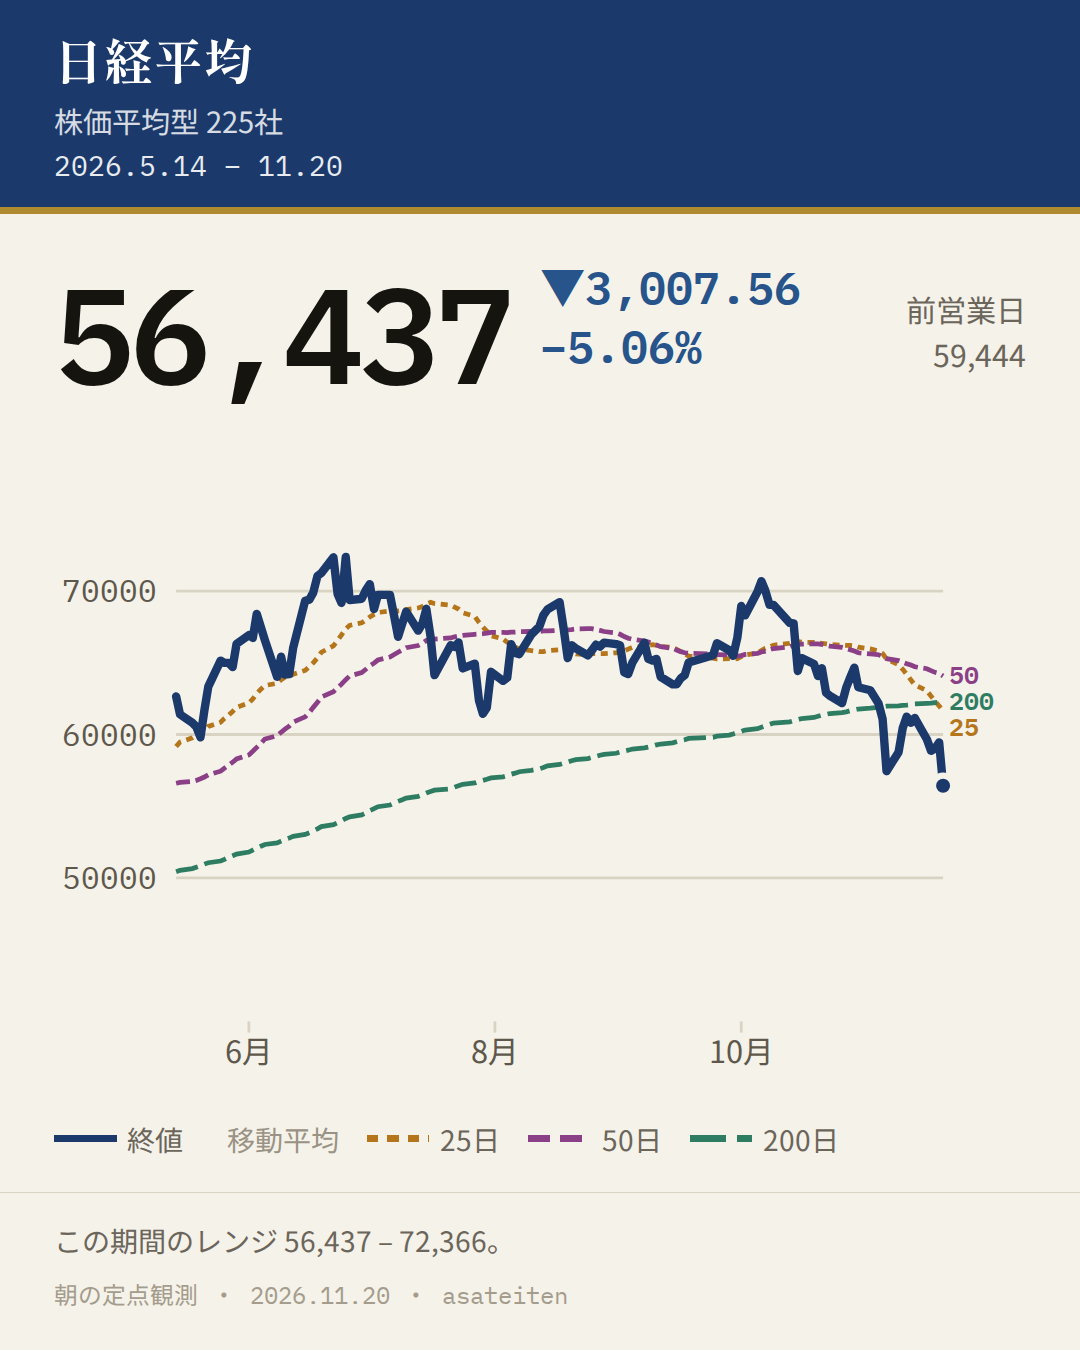 日経平均
株価平均型 225社
2026.5.14 – 11.20
56,437
▼3,007.56
−5.06%
前営業日
59,444
70000
60000
50000
50
200
25
6月
8月
10月
終値 移動平均 25日 50日 200日
この期間のレンジ 56,437 – 72,366。
朝の定点観測 ・ 2026.11.20 ・ asateiten